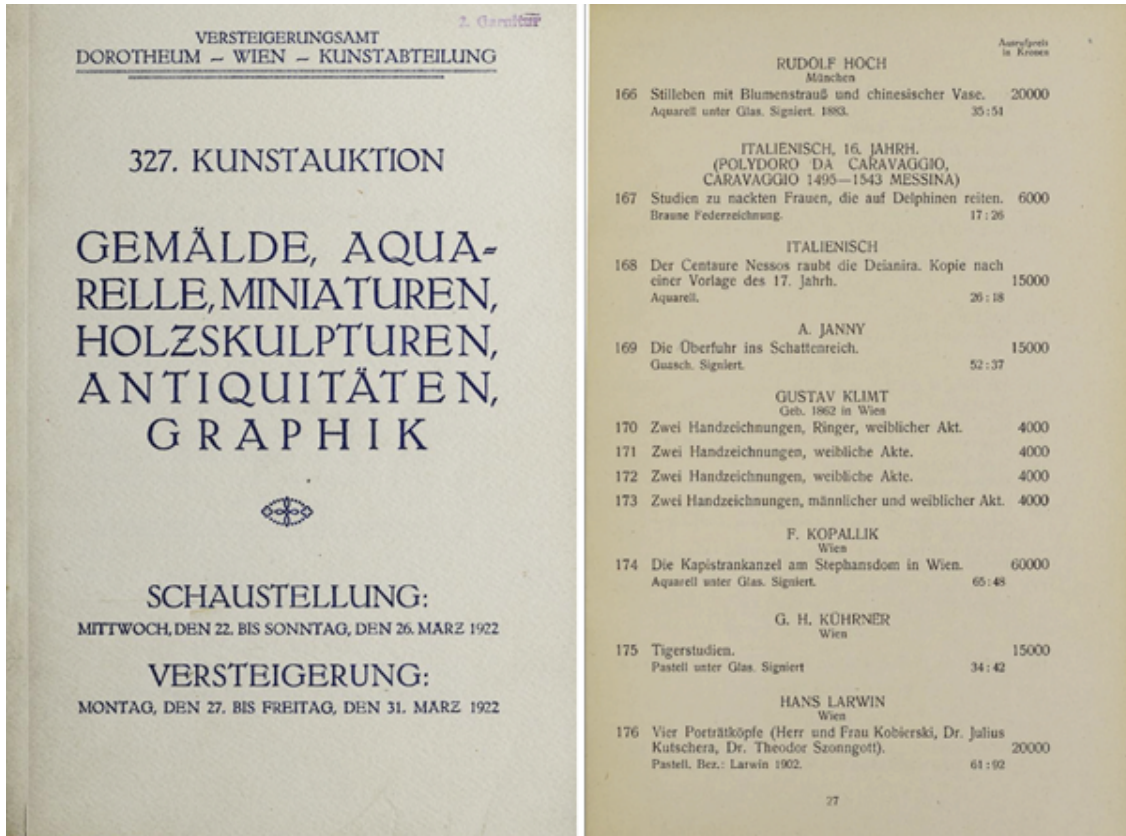 2. Garnitur
VERSTEIGERUNGSAMT
DOROTHEUM – WIEN – KUNSTABTEILUNG
327. KUNSTAUKTION
GEMÄLDE, AQUA-
RELLE, MINIATUREN,
HOLZSKULPTUREN,
ANTIQUITÄTEN,
GRAPHIK
SCHAUSTELLUNG:
MITTWOCH, DEN 22. BIS SONNTAG, DEN 26. MÄRZ 1922
VERSTEIGERUNG:
MONTAG, DEN 27. BIS FREITAG, DEN 31. MÄRZ 1922
Ausrufpreis
in Kronen
RUDOLF HOCH
München
166 Stilleben mit Blumenstrauß und chinesischer Vase. 20000
Aquarell unter Glas. Signiert. 1883. 35:51
ITALIENISCH, 16. JAHRH.
(POLYDORO DA CARAVAGGIO,
CARAVAGGIO 1495—1543 MESSINA)
167 Studien zu nackten Frauen, die auf Delphinen reiten. 6000
Braune Federzeichnung. 17:26
ITALIENISCH
168 Der Centaure Nessos raubt die Deianira. Kopie nach
einer Vorlage des 17. Jahrh. 15000
Aquarell. 26:18
A. JANNY
169 Die Überfuhr ins Schattenreich. 15000
Guasch. Signiert. 52:37
GUSTAV KLIMT
Geb. 1862 in Wien
170 Zwei Handzeichnungen, Ringer, weiblicher Akt. 4000
171 Zwei Handzeichnungen, weibliche Akte. 4000
172 Zwei Handzeichnungen, weibliche Akte. 4000
173 Zwei Handzeichnungen, männlicher und weiblicher Akt. 4000
F. KOPALLIK
Wien
174 Die Kapistrankanzel am Stephansdom in Wien. 60000
Aquarell unter Glas. Signiert. 65:48
G. H. KÜHRNER
Wien
175 Tigerstudien. 15000
Pastell unter Glas. Signiert 34:42
HANS LARWIN
Wien
176 Vier Porträtköpfe (Herr und Frau Kobierski, Dr. Julius
Kutschera, Dr. Theodor Szonngott). 20000
Pastell. Bez.: Larwin 1902. 61:92
27